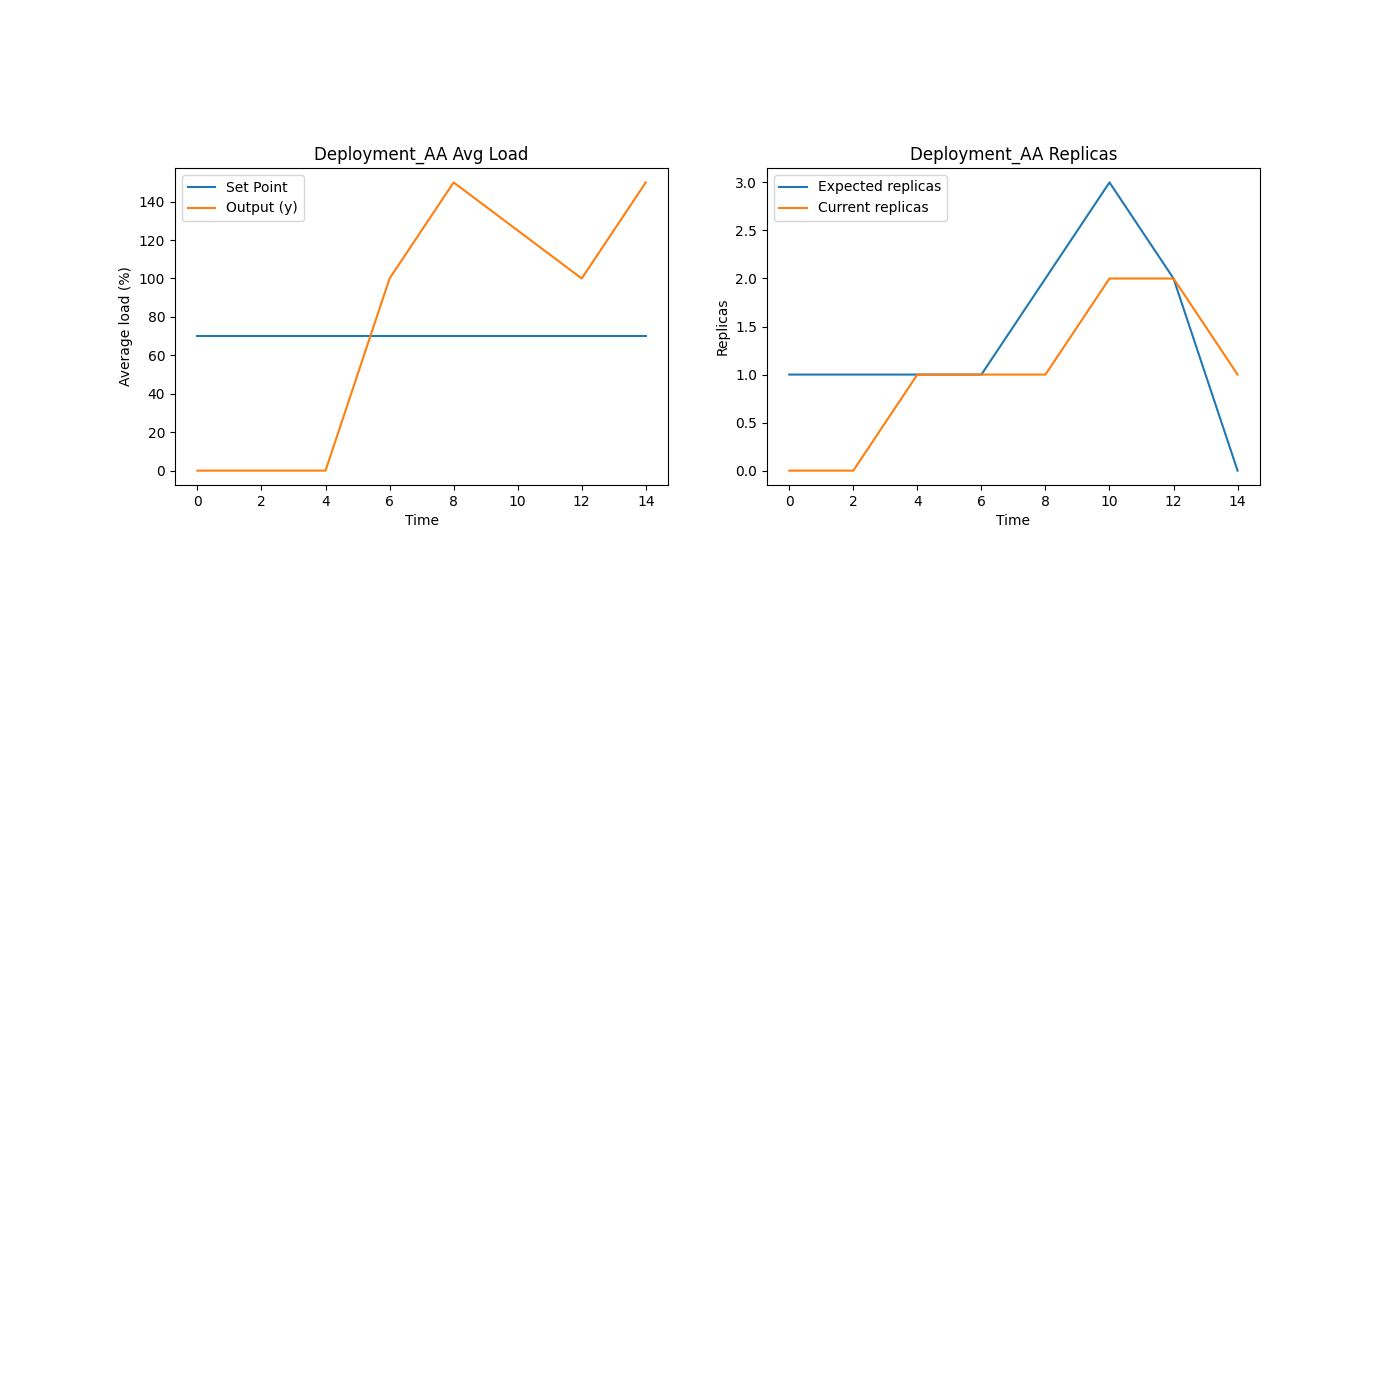 Deployment_AA Avg Load
Set Point
Output (y)
Average load (%)
140
120
100
80
60
40
20
0
0 2 4 6 8 10 12 14
Time
Deployment_AA Replicas
Expected replicas
Current replicas
Replicas
3.0
2.5
2.0
1.5
1.0
0.5
0.0
0 2 4 6 8 10 12 14
Time